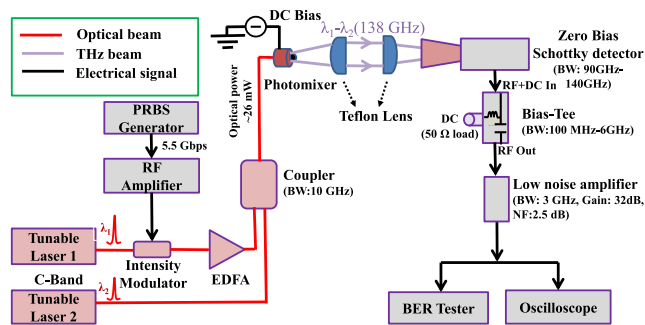 Optical beam
THz beam
Electrical signal
DC Bias
λ1-λ2(138 GHz)
Photomixer
Teflon Lens
Zero Bias
Schottky detector
(BW: 90GHz-
140GHz)
RF+DC In
DC
(50 Ω load)
Bias-Tee
(BW:100 MHz-6GHz)
RF Out
Low noise amplifier
(BW: 3 GHz, Gain: 32dB,
NF:2.5 dB)
BER Tester
Oscilloscope
Optical power
~26 mW
PRBS
Generator
5.5 Gbps
RF
Amplifier
Coupler
(BW:10 GHz)
Tunable
Laser 1
λ1
Intensity
Modulator
EDFA
C-Band
λ2
Tunable
Laser 2